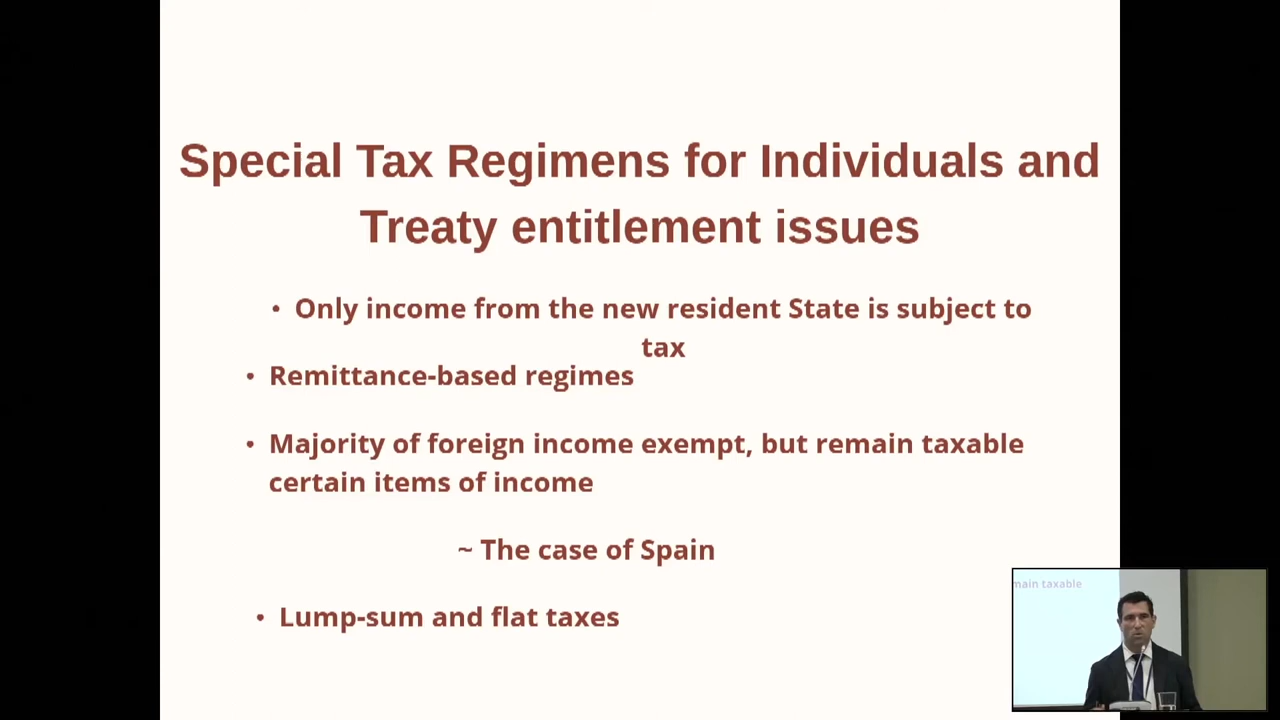 Special Tax Regimens for Individuals and
Treaty entitlement issues
• Only income from the new resident State is subject to
tax
• Remittance-based regimes
• Majority of foreign income exempt, but remain taxable
certain items of income
~ The case of Spain
• Lump-sum and flat taxes
main taxable